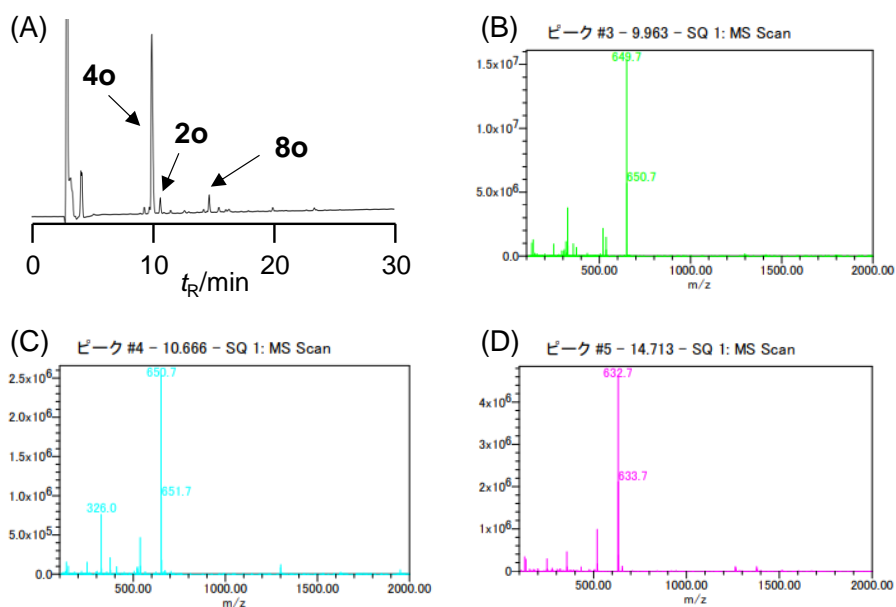 (A)
4o
2o
8o
0
10
20
30
tR/min
(B)
ピーク #3 - 9.963 - SQ 1: MS Scan
649.7
650.7
1.5x10⁷
1.0x10⁷
5.0x10⁶
0.0
500.00
1000.00
1500.00
2000.00
m/z
(C)
ピーク #4 - 10.666 - SQ 1: MS Scan
650.7
651.7
326.0
2.5x10⁶
2.0x10⁶
1.5x10⁶
1.0x10⁶
5.0x10⁵
0.0
500.00
1000.00
1500.00
2000.00
m/z
(D)
ピーク #5 - 14.713 - SQ 1: MS Scan
632.7
633.7
4x10⁶
3x10⁶
2x10⁶
1x10⁶
0
500.00
1000.00
1500.00
2000.00
m/z